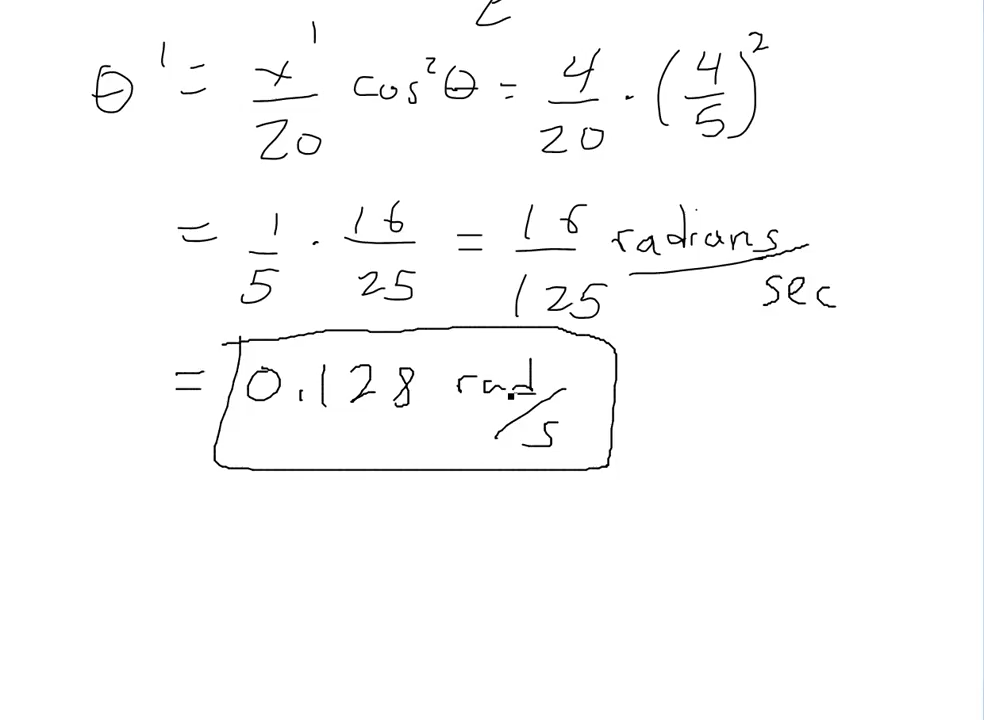 θ' = x'/20 cos²θ = 4/20 · (4/5)²
= 1/5 · 16/25 = 16/125 radians/sec
= 0.128 rad/s